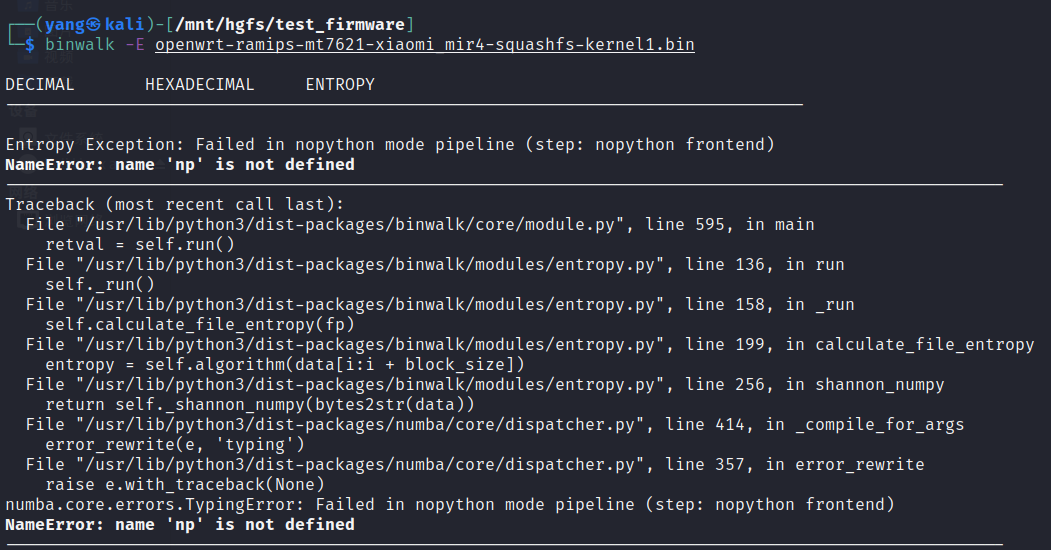 ┌──(yang㉿kali)-[/mnt/hgfs/test_firmware]
└─$ binwalk -E openwrt-ramips-mt7621-xiaomi_mir4-squashfs-kernel1.bin
DECIMAL       HEXADECIMAL     ENTROPY
--------------------------------------------------------------------------------
Entropy Exception: Failed in nopython mode pipeline (step: nopython frontend)
NameError: name 'np' is not defined
----------------------------------------------------------------------------------------------------
Traceback (most recent call last):
  File "/usr/lib/python3/dist-packages/binwalk/core/module.py", line 595, in main
    retval = self.run()
  File "/usr/lib/python3/dist-packages/binwalk/modules/entropy.py", line 136, in run
    self._run()
  File "/usr/lib/python3/dist-packages/binwalk/modules/entropy.py", line 158, in _run
    self.calculate_file_entropy(fp)
  File "/usr/lib/python3/dist-packages/binwalk/modules/entropy.py", line 199, in calculate_file_entropy
    entropy = self.algorithm(data[i:i + block_size])
  File "/usr/lib/python3/dist-packages/binwalk/modules/entropy.py", line 256, in shannon_numpy
    return self._shannon_numpy(bytes2str(data))
  File "/usr/lib/python3/dist-packages/numba/core/dispatcher.py", line 414, in _compile_for_args
    error_rewrite(e, 'typing')
  File "/usr/lib/python3/dist-packages/numba/core/dispatcher.py", line 357, in error_rewrite
    raise e.with_traceback(None)
numba.core.errors.TypingError: Failed in nopython mode pipeline (step: nopython frontend)
NameError: name 'np' is not defined
----------------------------------------------------------------------------------------------------